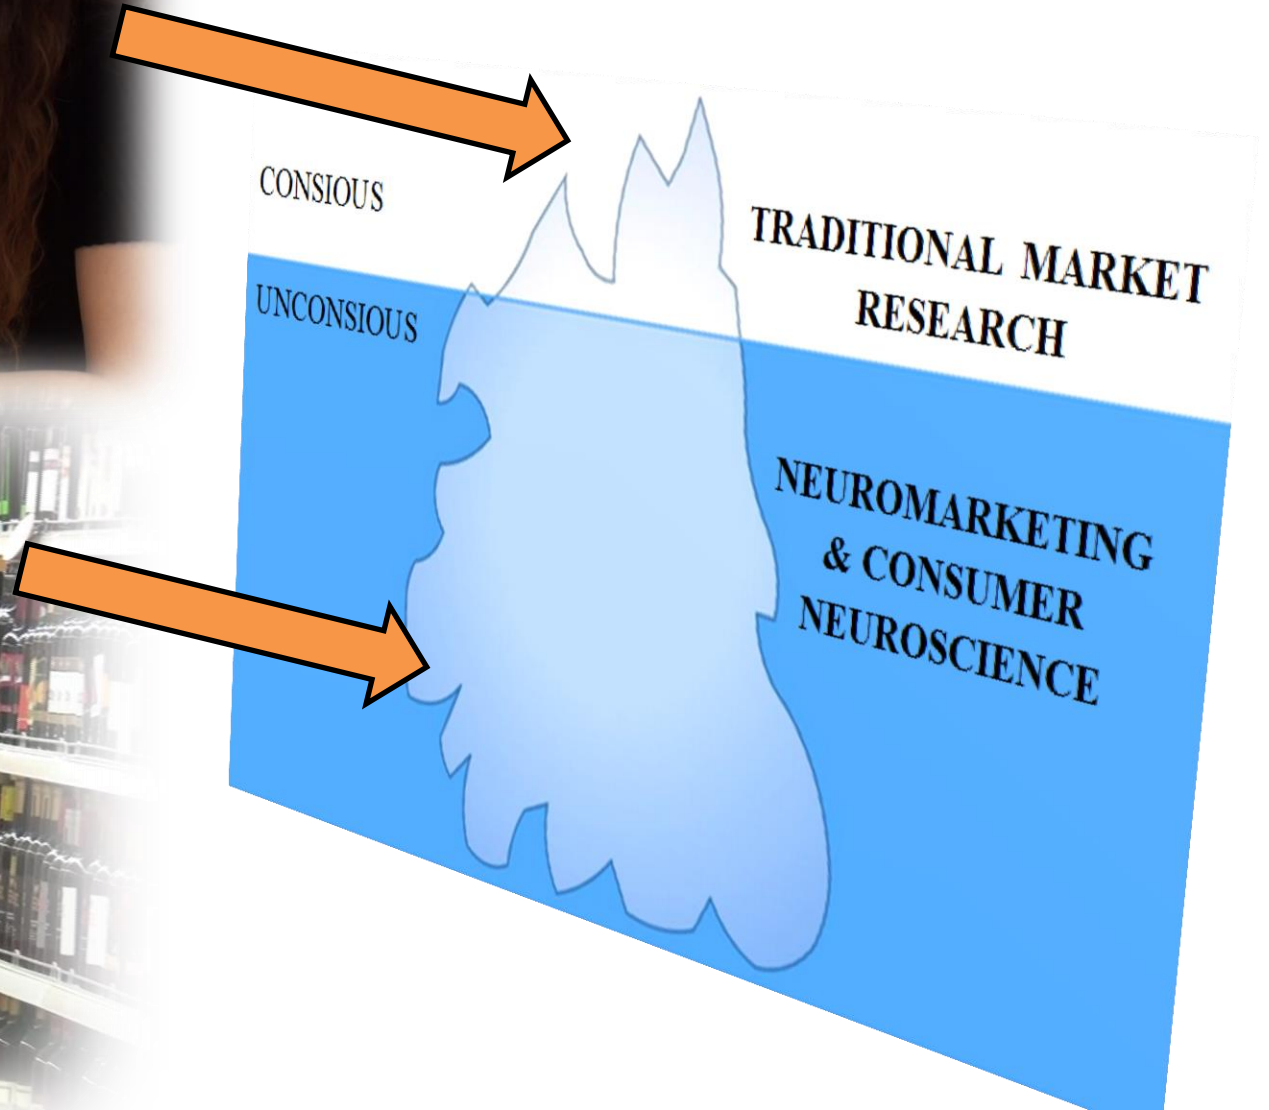 CONSIOUS
UNCONSIOUS
TRADITIONAL MARKET
RESEARCH
NEUROMARKETING
& CONSUMER
NEUROSCIENCE